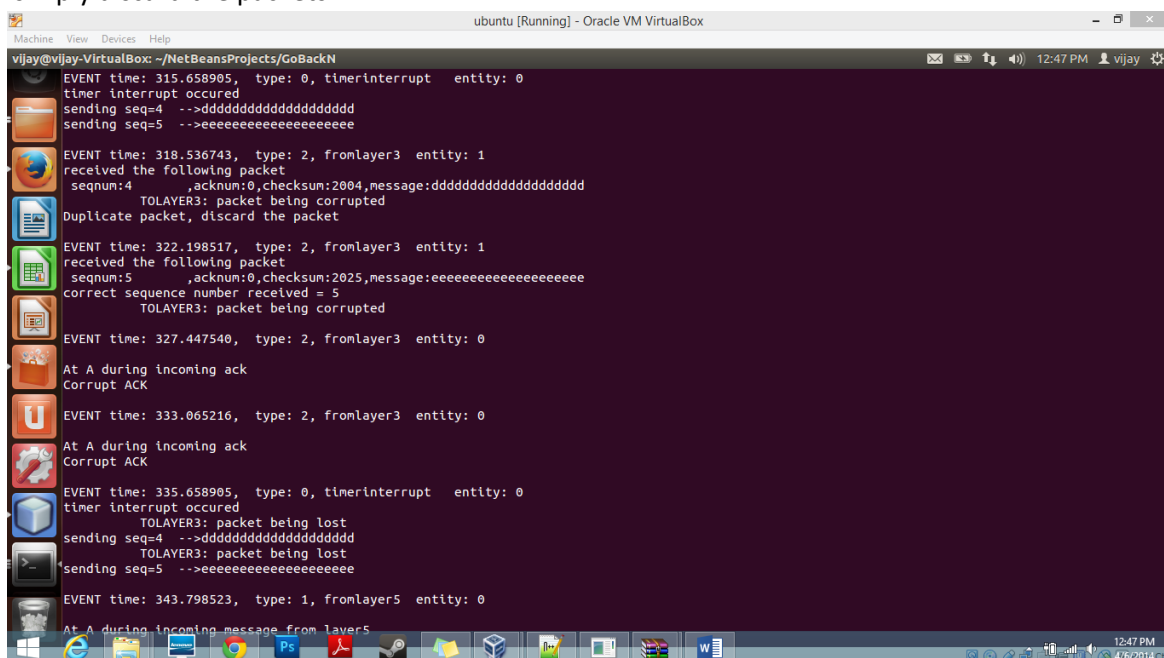 ubuntu [Running] - Oracle VM VirtualBox
Machine View Devices Help
vijay@vijay-VirtualBox: ~/NetBeansProjects/GoBackN 12:47 PM vijay
EVENT time: 315.658905, type: 0, timerinterrupt entity: 0
timer interrupt occured
sending seq=4 -->dddddddddddddddddddd
sending seq=5 -->eeeeeeeeeeeeeeeeeeee
EVENT time: 318.536743, type: 2, fromlayer3 entity: 1
received the following packet
seqnum:4 ,acknum:0,checksum:2004,message:dddddddddddddddddddd
TOLAYER3: packet being corrupted
Duplicate packet, discard the packet
EVENT time: 322.198517, type: 2, fromlayer3 entity: 1
received the following packet
seqnum:5 ,acknum:0,checksum:2025,message:eeeeeeeeeeeeeeeeeeee
correct sequence number received = 5
TOLAYER3: packet being corrupted
EVENT time: 327.447540, type: 2, fromlayer3 entity: 0
At A during incoming ack
Corrupt ACK
EVENT time: 333.065216, type: 2, fromlayer3 entity: 0
At A during incoming ack
Corrupt ACK
EVENT time: 335.658905, type: 0, timerinterrupt entity: 0
timer interrupt occured
TOLAYER3: packet being lost
sending seq=4 -->dddddddddddddddddddd
TOLAYER3: packet being lost
sending seq=5 -->eeeeeeeeeeeeeeeeeeee
EVENT time: 343.798523, type: 1, fromlayer5 entity: 0
At A during incoming message from layer5
12:47 PM
4/6/2014